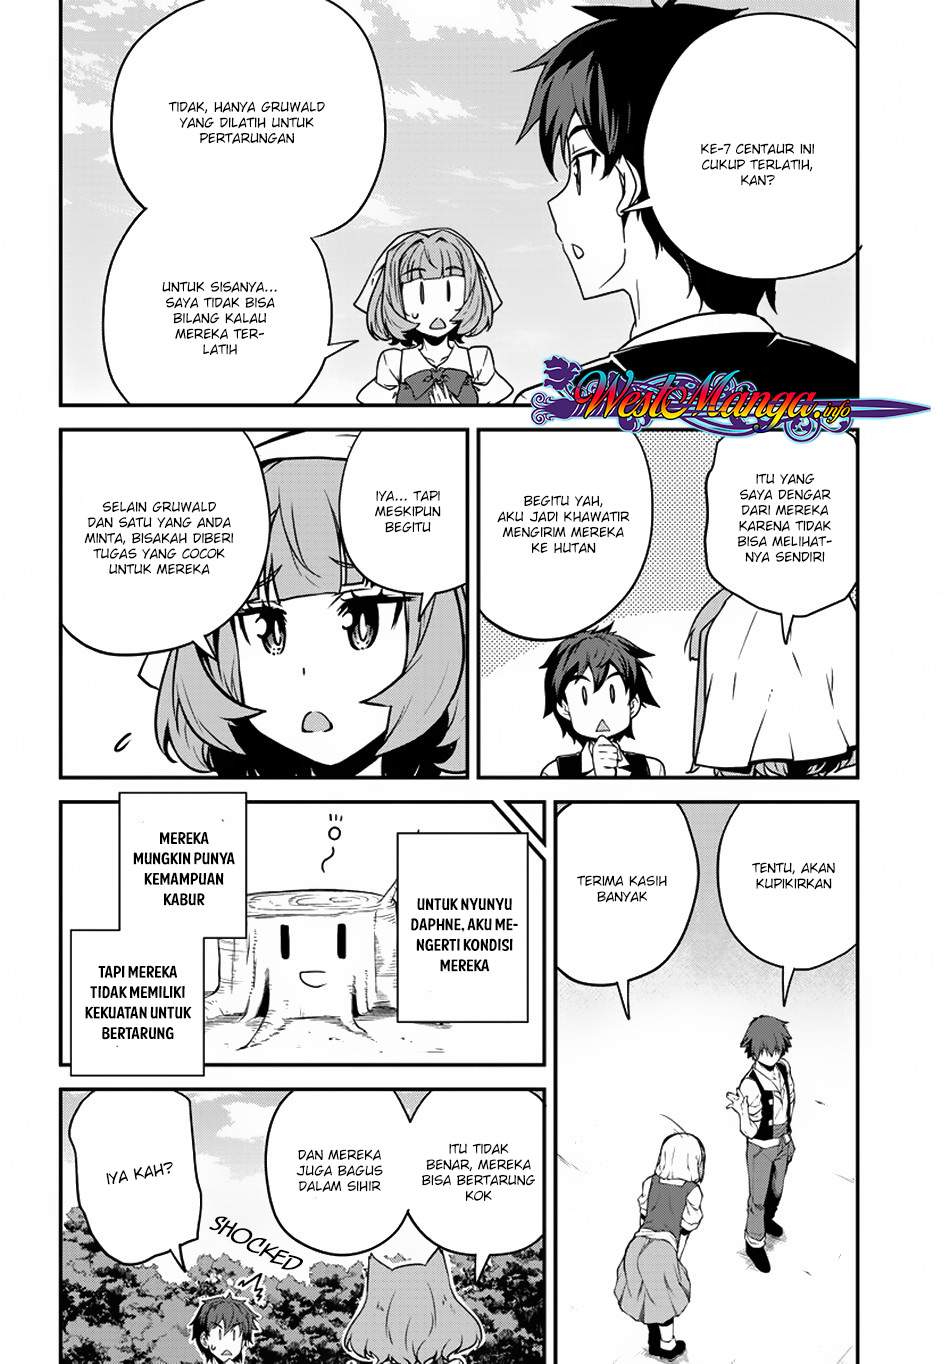 KE-7 CENTAUR INI
CUKUP TERLATIH,
KAN?
TIDAK, HANYA GRUWALD
YANG DILATIH UNTUK
PERTARUNGAN
UNTUK SISANYA...
SAYA TIDAK BISA
BILANG KALAU
MEREKA TER-
LATIH
WestManga.info
ITU YANG
SAYA DENGAR
DARI MEREKA
KARENA TIDAK
BISA MELIHAT-
NYA SENDIRI
BEGITU YAH,
AKU JADI KHAWATIR
MENGIRIM MEREKA
KE HUTAN
IYA... TAPI
MESKIPUN
BEGITU
SELAIN GRUWALD
DAN SATU YANG ANDA
MINTA, BISAKAH DIBERI
TUGAS YANG COCOK
UNTUK MEREKA
TENTU, AKAN
KUPIKIRKAN
TERIMA KASIH
BANYAK
UNTUK NYUNYU
DAPHNE, AKU ME-
NGERTI KONDISI
MEREKA
MEREKA
MUNGKIN PUNYA
KEMAMPUAN
KABUR
TAPI MEREKA
TIDAK MEMILIKI
KEKUATAN UNTUK
BERTARUNG
ITU TIDAK
BENAR, MEREKA
BISA BERTARUNG
KOK
DAN MEREKA
JUGA BAGUS
DALAM SIHIR
IYA KAH?
SHOCKED